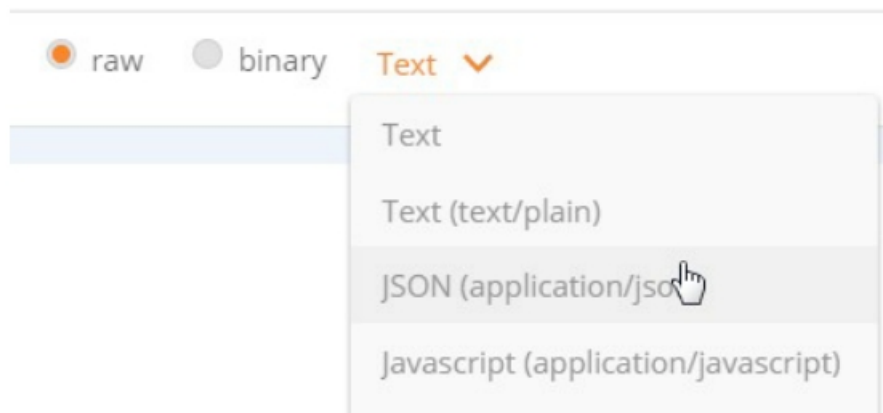 raw binary Text
Text
Text (text/plain)
JSON (application/jso
Javascript (application/javascript)